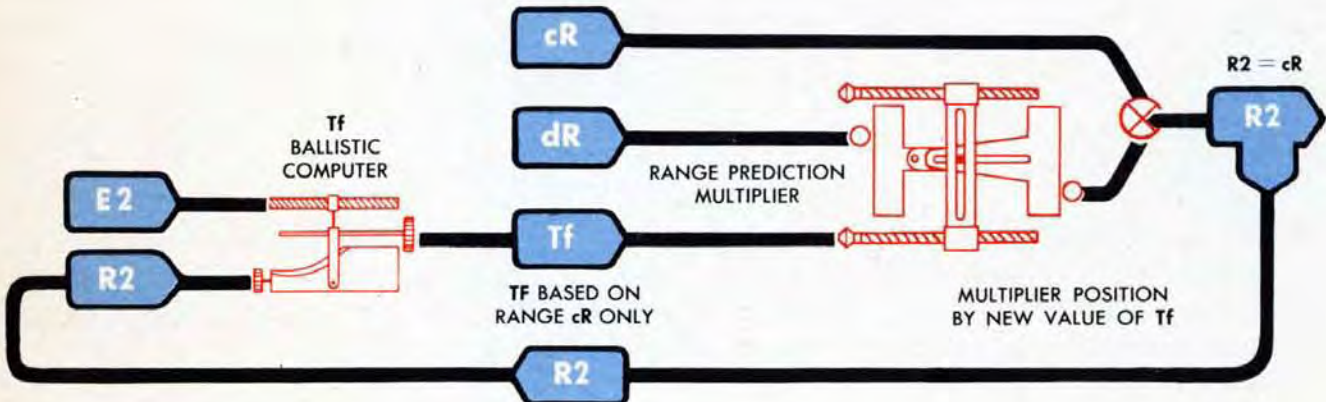 cR
R2 = cR
R2
Tf
BALLISTIC
COMPUTER
dR
RANGE PREDICTION
MULTIPLIER
E2
Tf
R2
TF BASED ON
RANGE cR ONLY
MULTIPLIER POSITION
BY NEW VALUE OF Tf
R2